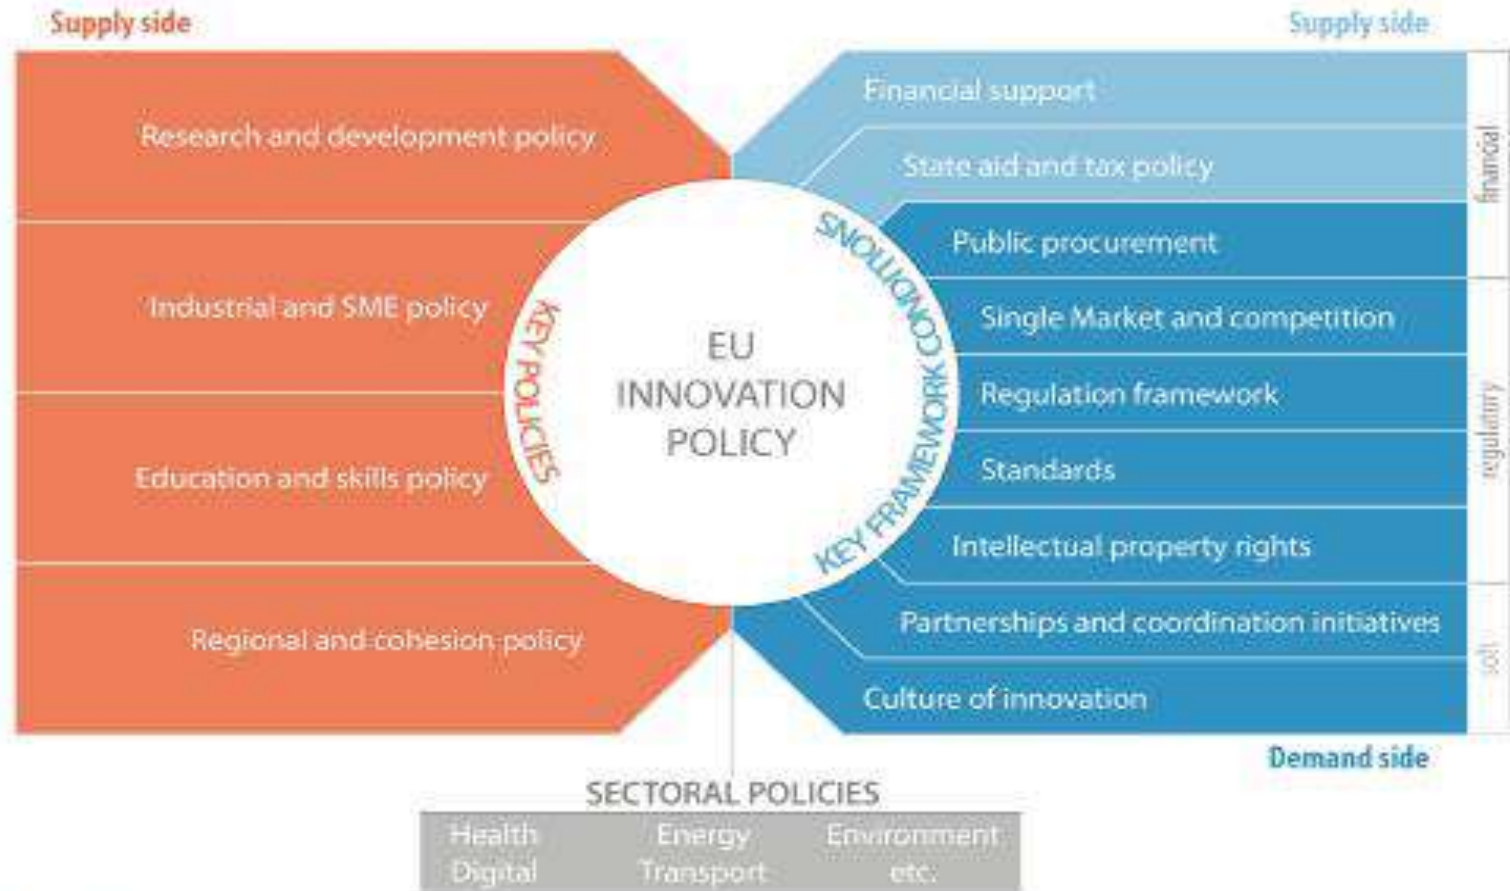 Supply side
Supply side
Research and development policy
Industrial and SME policy
Education and skills policy
Regional and cohesion policy
KEY POLICIES
EU
INNOVATION
POLICY
KEY FRAMEWORK CONDITIONS
Financial support
State aid and tax policy
Public procurement
Single Market and competition
Regulation framework
Standards
Intellectual property rights
Partnerships and coordination initiatives
Culture of innovation
financial
regulatory
soft
Demand side
SECTORAL POLICIES
Health Energy Environment
Digital Transport etc.